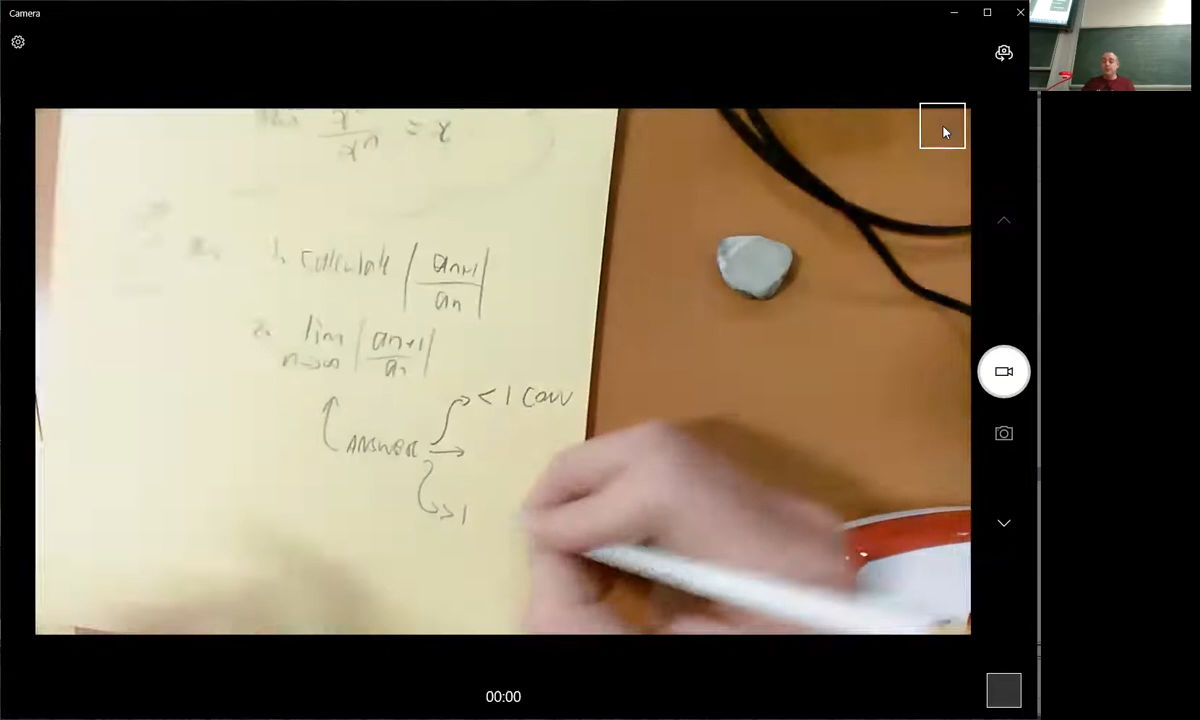 Camera
x^n / x^n = x
1. Calculate | an+1 / an |
2. lim n→∞ | an+1 / an |
< 1 Conv
ANSWER →
> 1
00:00